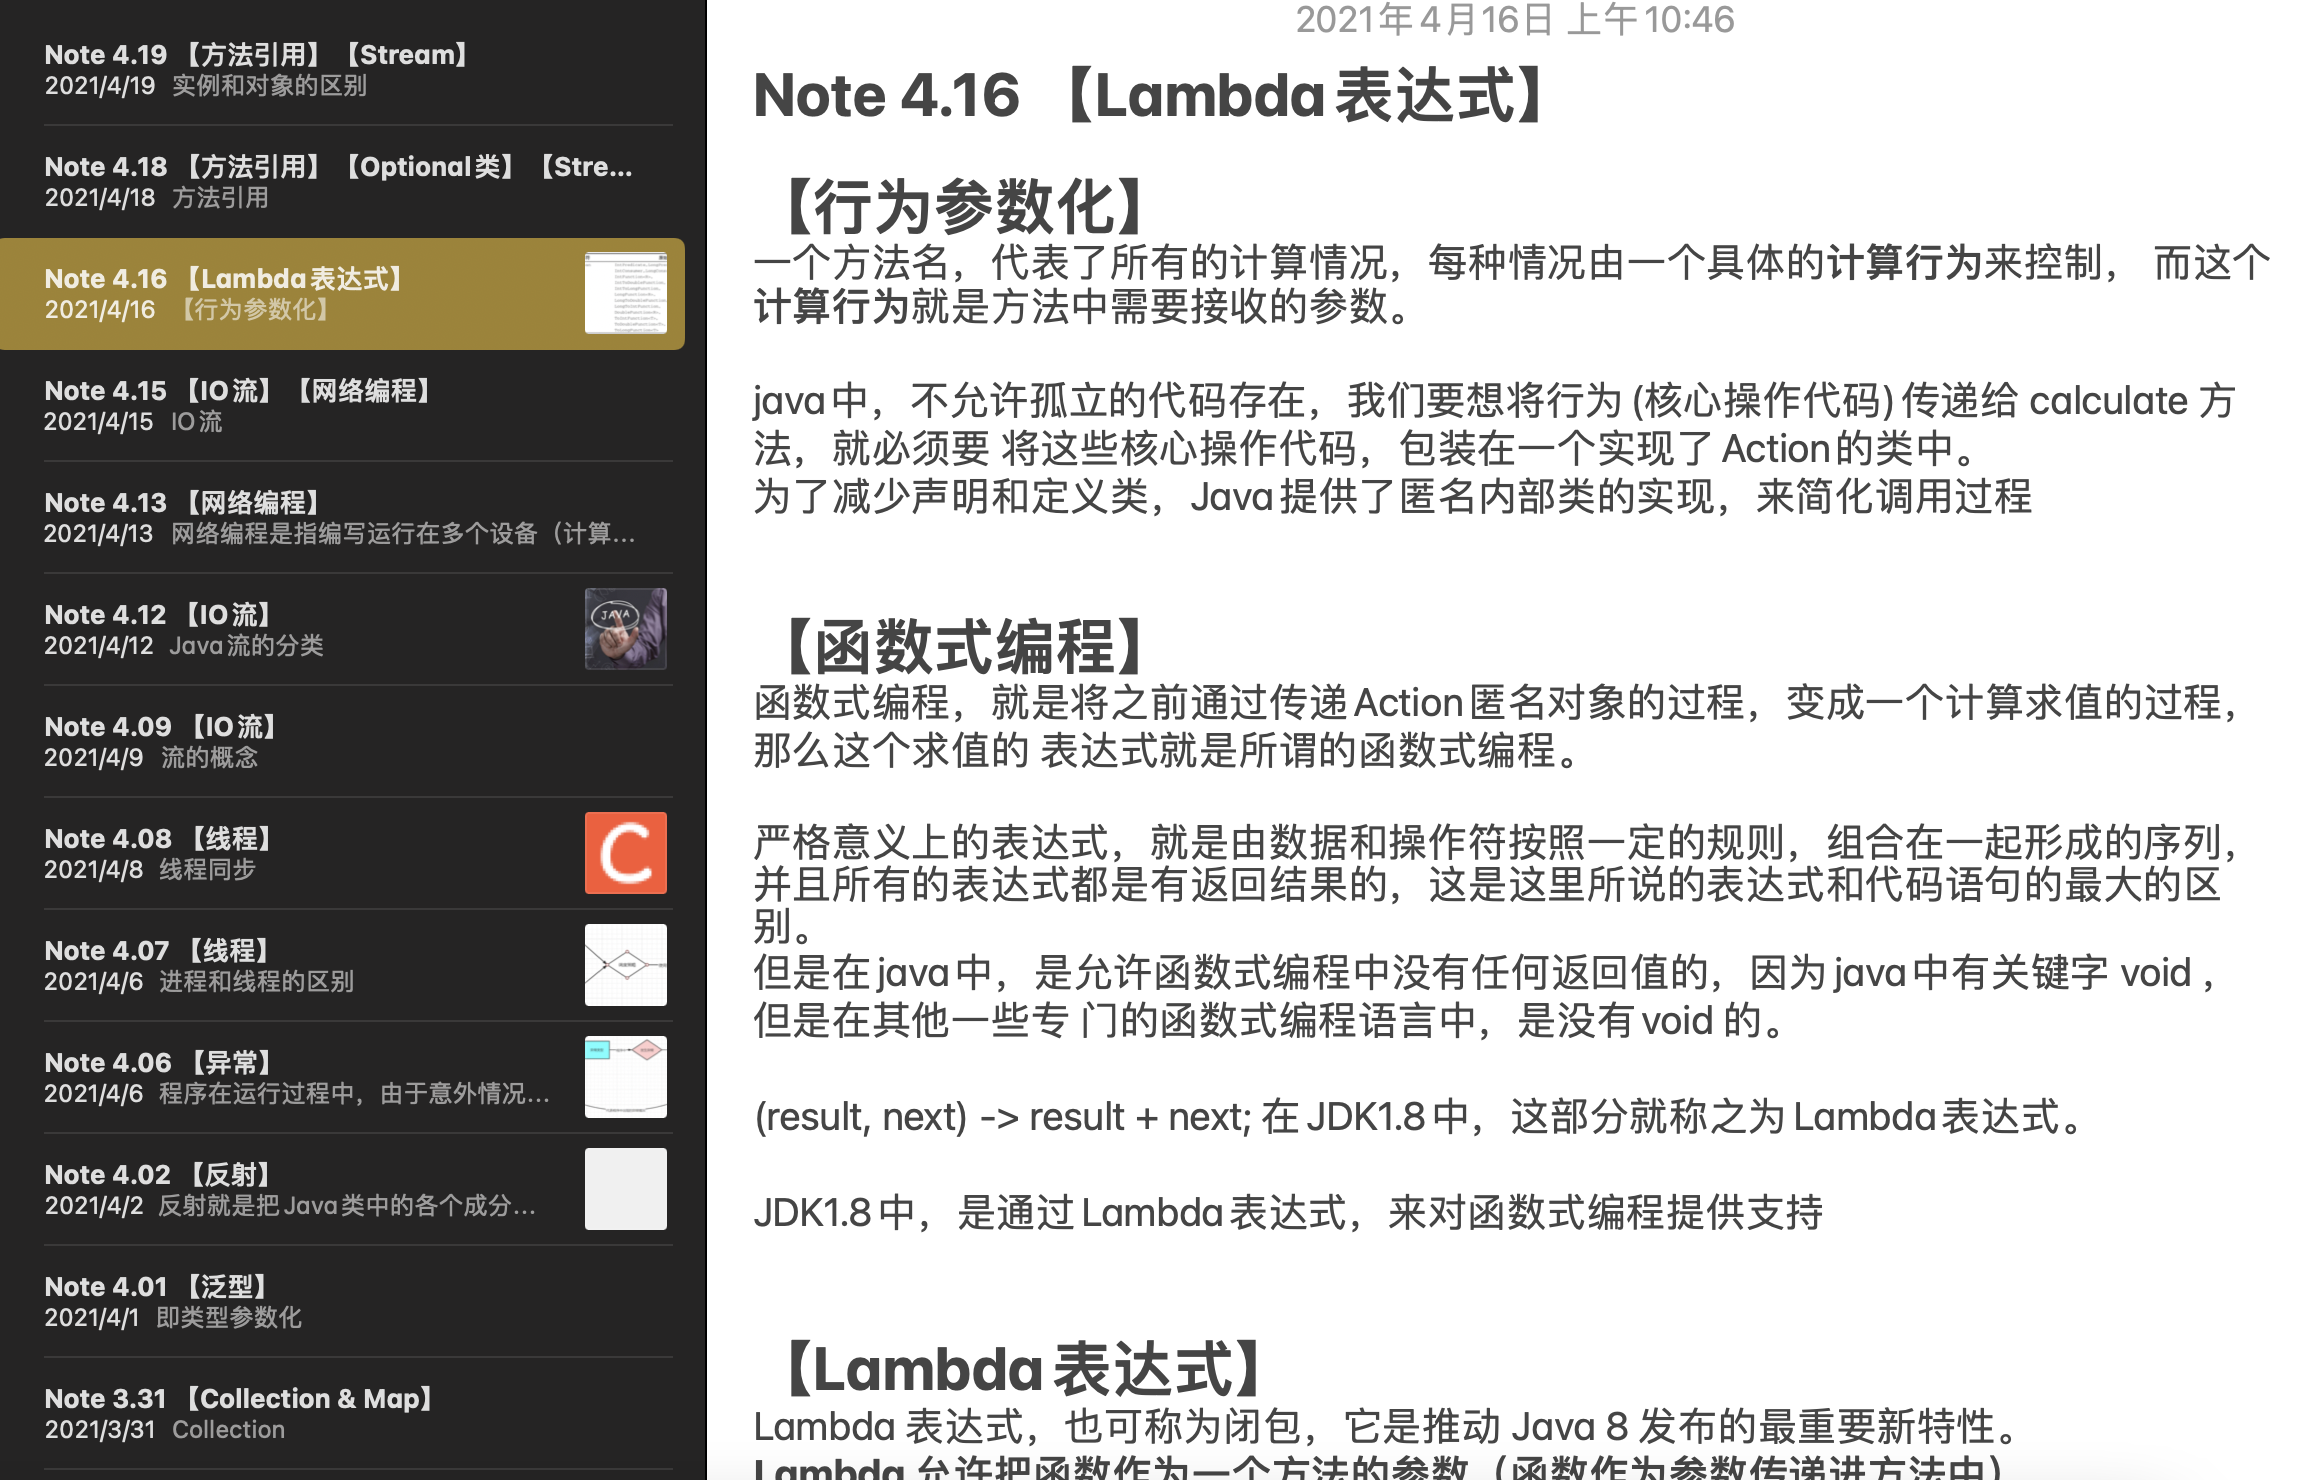 Note 4.19 【方法引用】【Stream】
2021/4/19 实例和对象的区别
Note 4.18 【方法引用】【Optional类】【Stre...
2021/4/18 方法引用
Note 4.16 【Lambda表达式】
2021/4/16 【行为参数化】
Note 4.15 【IO流】【网络编程】
2021/4/15 IO流
Note 4.13 【网络编程】
2021/4/13 网络编程是指编写运行在多个设备（计算...
Note 4.12 【IO流】
2021/4/12 Java流的分类
JAVA
Note 4.09 【IO流】
2021/4/9 流的概念
Note 4.08 【线程】
2021/4/8 线程同步
C
Note 4.07 【线程】
2021/4/6 进程和线程的区别
Note 4.06 【异常】
2021/4/6 程序在运行过程中，由于意外情况...
Note 4.02 【反射】
2021/4/2 反射就是把Java类中的各个成分...
Note 4.01 【泛型】
2021/4/1 即类型参数化
Note 3.31 【Collection & Map】
2021/3/31 Collection
2021年4月16日 上午10:46
Note 4.16 【Lambda表达式】
【行为参数化】
一个方法名，代表了所有的计算情况，每种情况由一个具体的计算行为来控制， 而这个
计算行为就是方法中需要接收的参数。
java中，不允许孤立的代码存在，我们要想将行为(核心操作代码)传递给 calculate 方
法，就必须要 将这些核心操作代码，包装在一个实现了Action的类中。
为了减少声明和定义类，Java提供了匿名内部类的实现，来简化调用过程
【函数式编程】
函数式编程，就是将之前通过传递Action匿名对象的过程，变成一个计算求值的过程，
那么这个求值的 表达式就是所谓的函数式编程。
严格意义上的表达式，就是由数据和操作符按照一定的规则，组合在一起形成的序列，
并且所有的表达式都是有返回结果的，这是这里所说的表达式和代码语句的最大的区
别。
但是在java中，是允许函数式编程中没有任何返回值的，因为java中有关键字 void ，
但是在其他一些专 门的函数式编程语言中，是没有void 的。
(result, next) -> result + next; 在JDK1.8中，这部分就称之为Lambda表达式。
JDK1.8中，是通过Lambda表达式，来对函数式编程提供支持
【Lambda表达式】
Lambda 表达式，也可称为闭包，它是推动 Java 8 发布的最重要新特性。
Lambda 允许把函数作为一个方法的参数（函数作为参数传递进方法中）